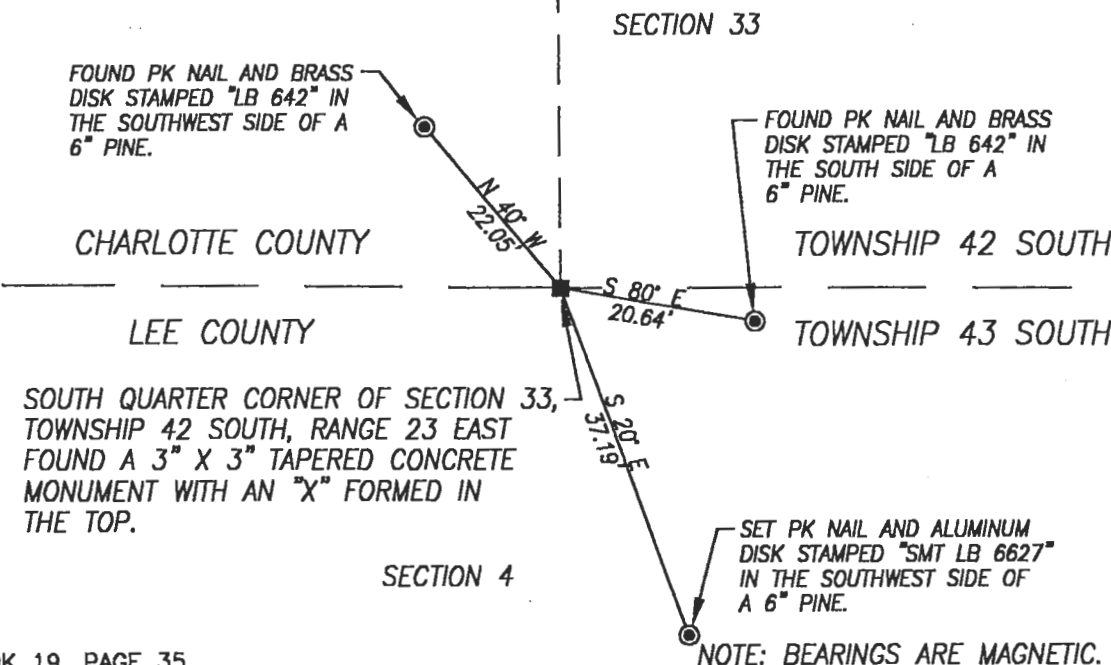 SECTION 33
FOUND PK NAIL AND BRASS
DISK STAMPED "LB 642" IN
THE SOUTHWEST SIDE OF A
6" PINE.
FOUND PK NAIL AND BRASS
DISK STAMPED "LB 642" IN
THE SOUTH SIDE OF A
6" PINE.
N 40° W
22.05'
CHARLOTTE COUNTY
TOWNSHIP 42 SOUTH
S 80° E
20.64'
LEE COUNTY
TOWNSHIP 43 SOUTH
SOUTH QUARTER CORNER OF SECTION 33,
TOWNSHIP 42 SOUTH, RANGE 23 EAST
FOUND A 3" X 3" TAPERED CONCRETE
MONUMENT WITH AN "X" FORMED IN
THE TOP.
S 20° E
37.19'
SET PK NAIL AND ALUMINUM
DISK STAMPED "SMT LB 6627"
IN THE SOUTHWEST SIDE OF
A 6" PINE.
SECTION 4
NOTE: BEARINGS ARE MAGNETIC.
19, PAGE 35